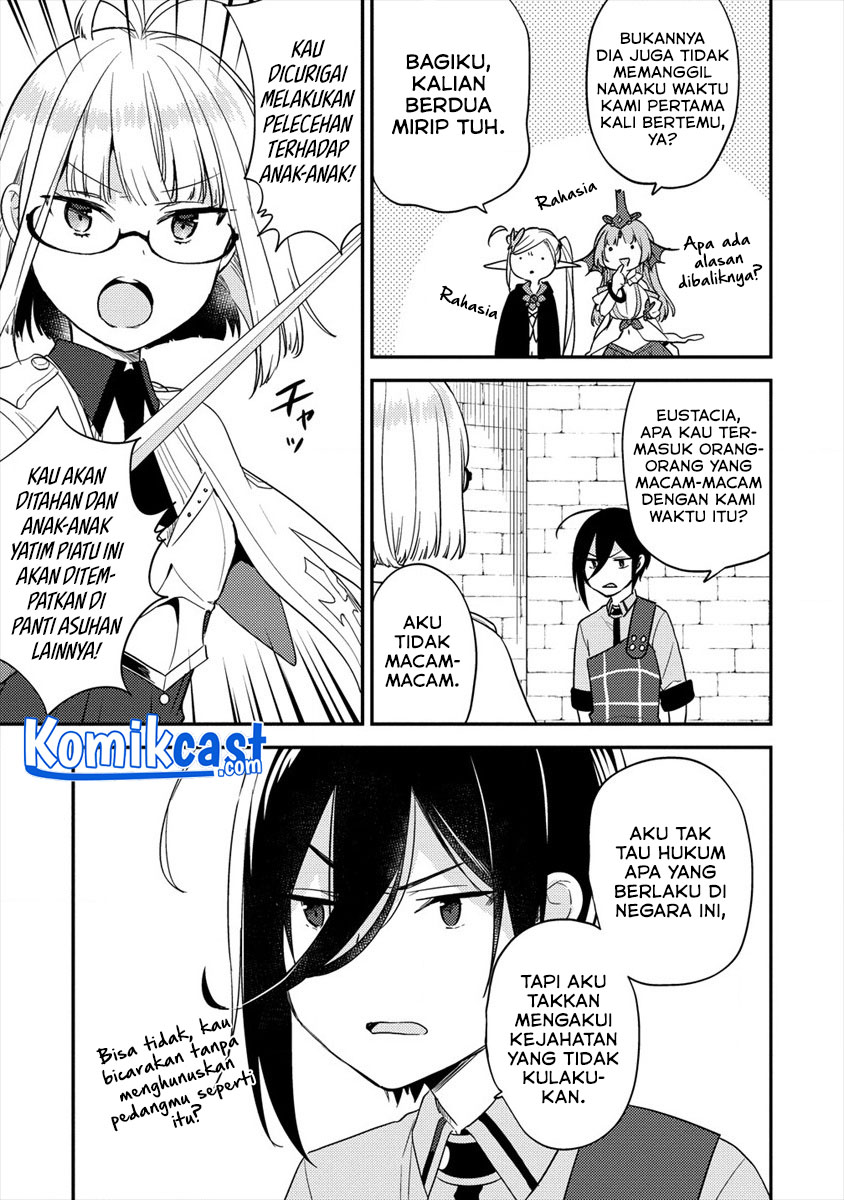 BUKANNYA
DIA JUGA TIDAK
MEMANGGIL
NAMAKU WAKTU
KAMI PERTAMA
KALI BERTEMU,
YA?
BAGIKU,
KALIAN
BERDUA
MIRIP TUH.
Rahasia
Apa ada
alasan
dibaliknya?
Rahasia
EUSTACIA,
APA KAU TER-
MASUK ORANG-
ORANG YANG
MACAM-MACAM
DENGAN KAMI
WAKTU ITU?
AKU
TIDAK
MACAM-
MACAM.
KAU
DICURIGAI
MELAKUKAN
PELECEHAN
TERHADAP
ANAK-ANAK!
チャッ
KAU AKAN
DITAHAN DAN
ANAK-ANAK
YATIM PIATU INI
AKAN DITEM-
PATKAN DI
PANTI ASUHAN
LAINNYA!
Komikcast
.com
AKU TAK
TAU HUKUM
APA YANG
BERLAKU DI
NEGARA INI,
TAPI AKU
TAKKAN
MENGAKUI
KEJAHATAN
YANG TIDAK
KULAKU-
KAN.
Bisa tidak, kau
bicarakan tanpa
menghunuskan
pedangmu seperti
itu?